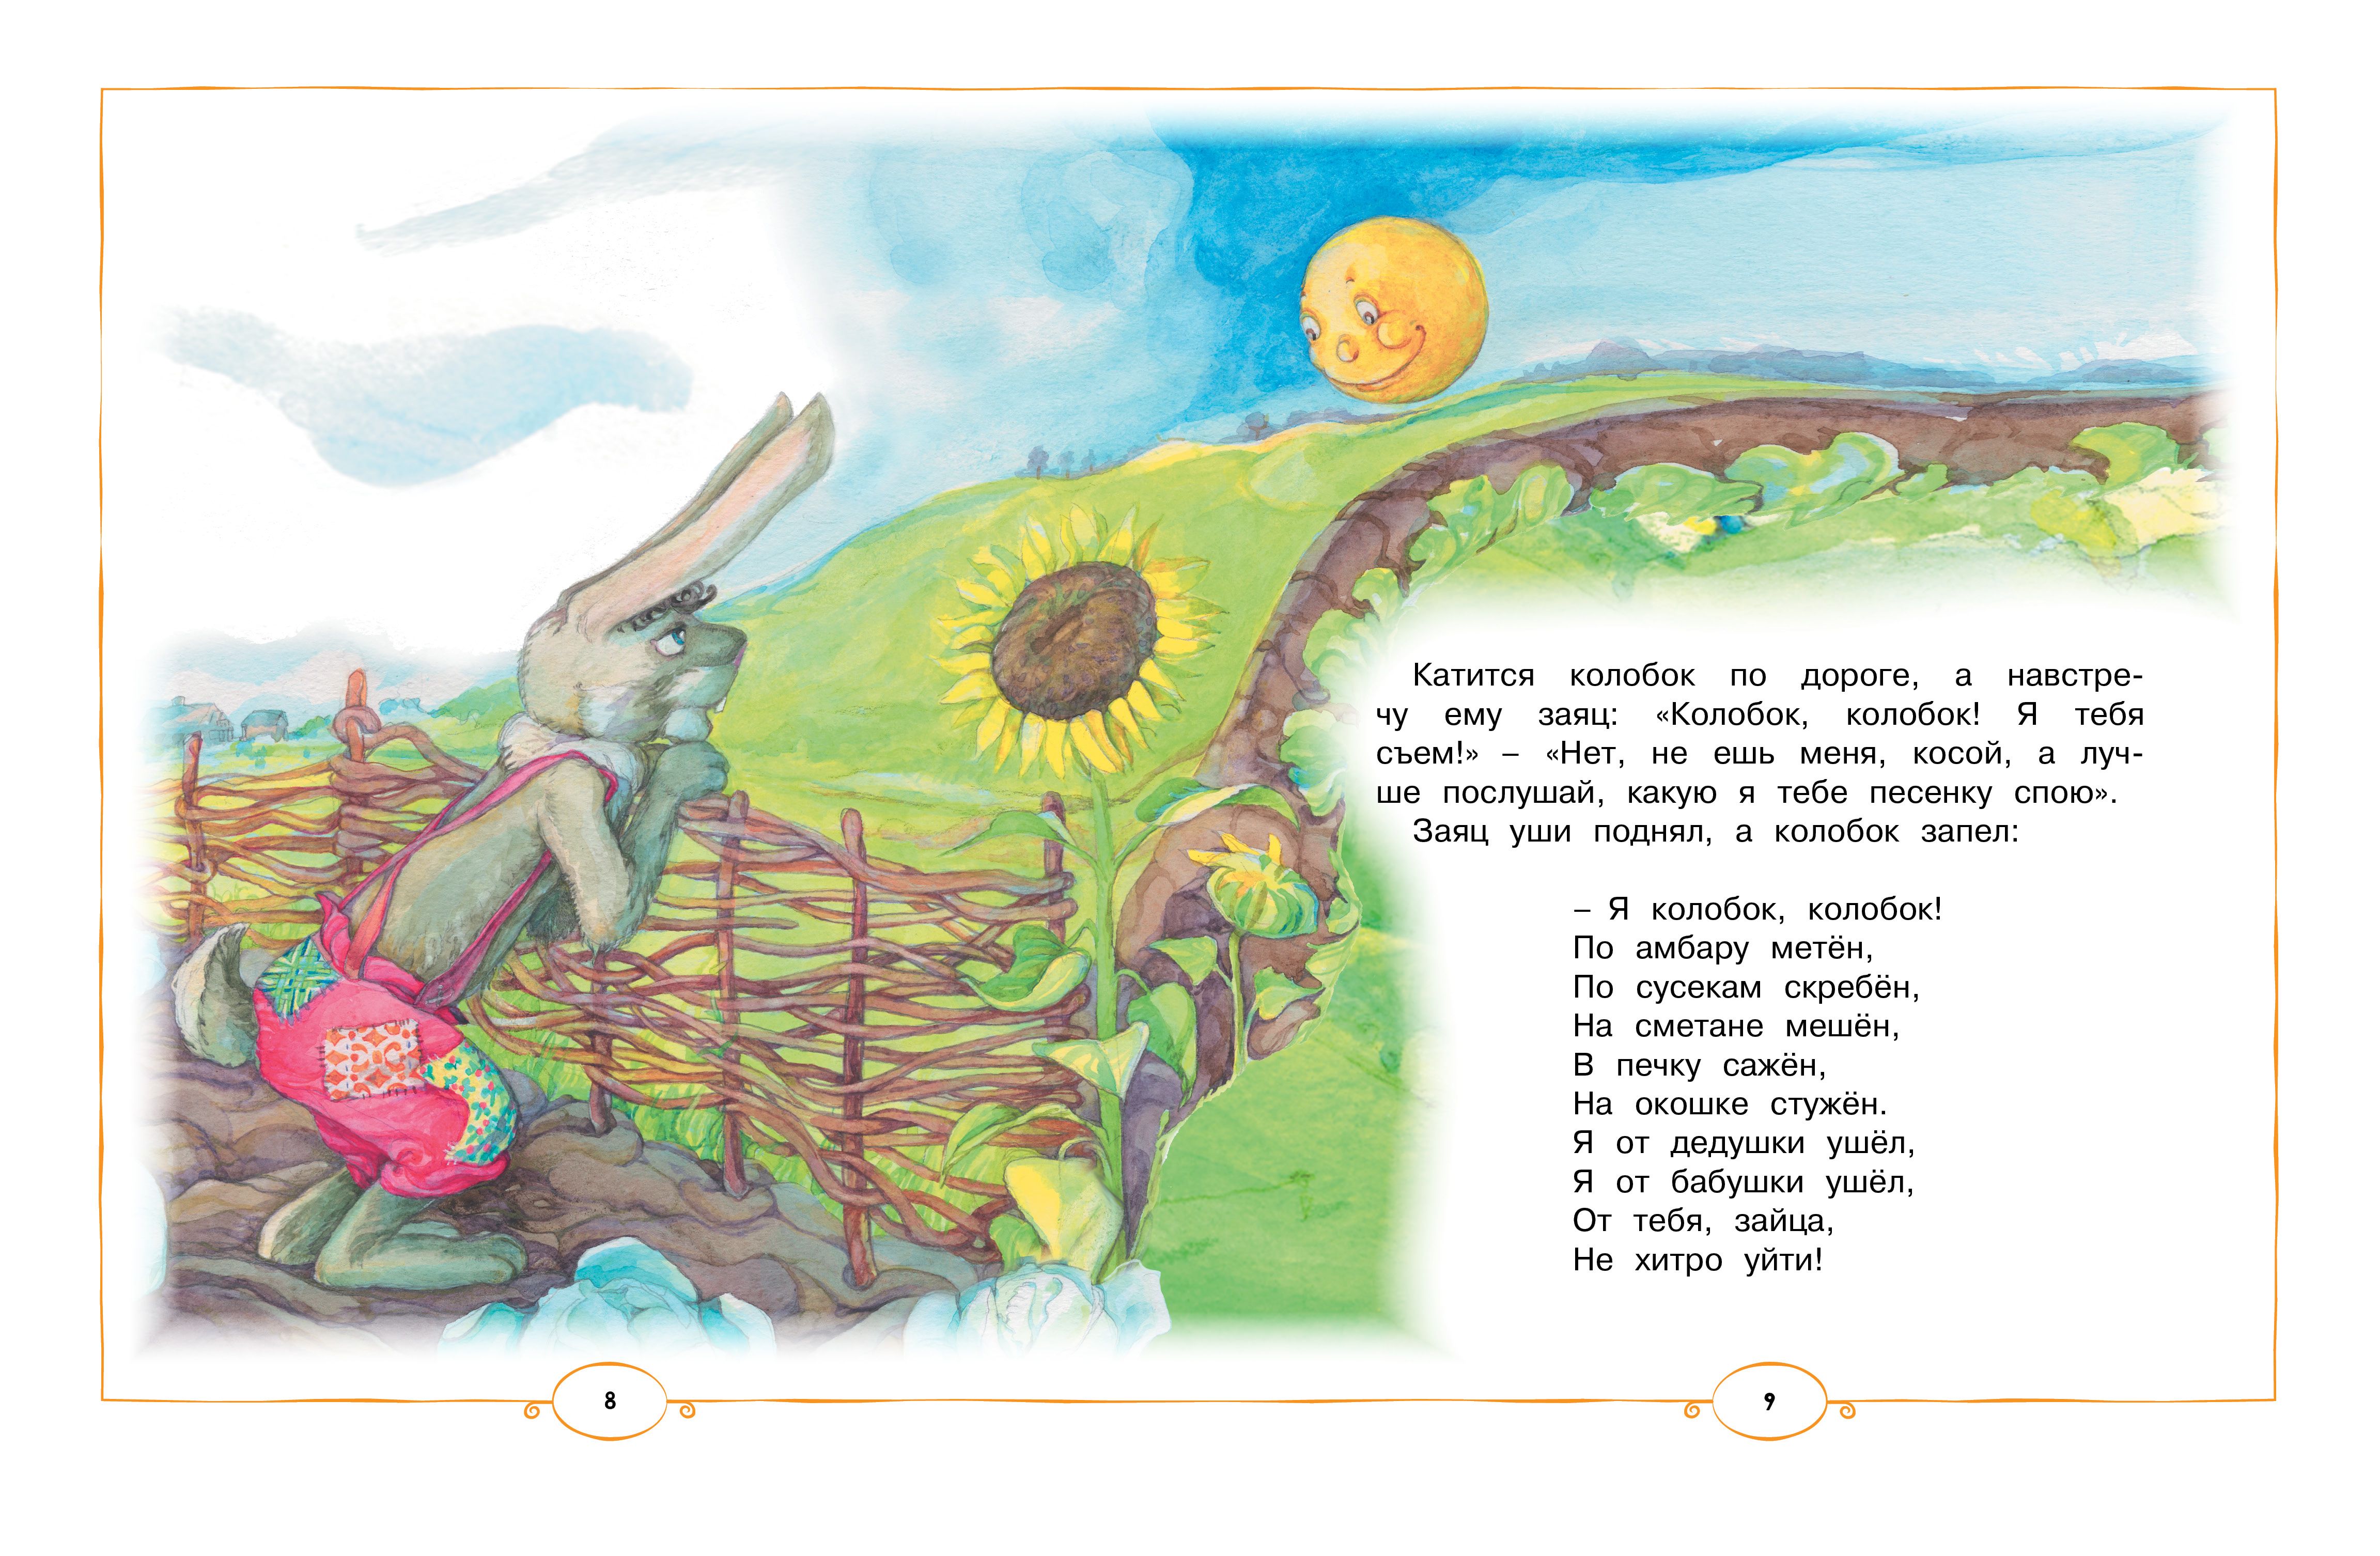 Катится колобок по дороге, а навстре-
чу ему заяц: «Колобок, колобок! Я тебя
съем!» – «Нет, не ешь меня, косой, а луч-
ше послушай, какую я тебе песенку спою».
Заяц уши поднял, а колобок запел:
– Я колобок, колобок!
По амбару метён,
По сусекам скребён,
На сметане мешён,
В печку сажён,
На окошке стужён.
Я от дедушки ушёл,
Я от бабушки ушёл,
От тебя, зайца,
Не хитро уйти!
8
9